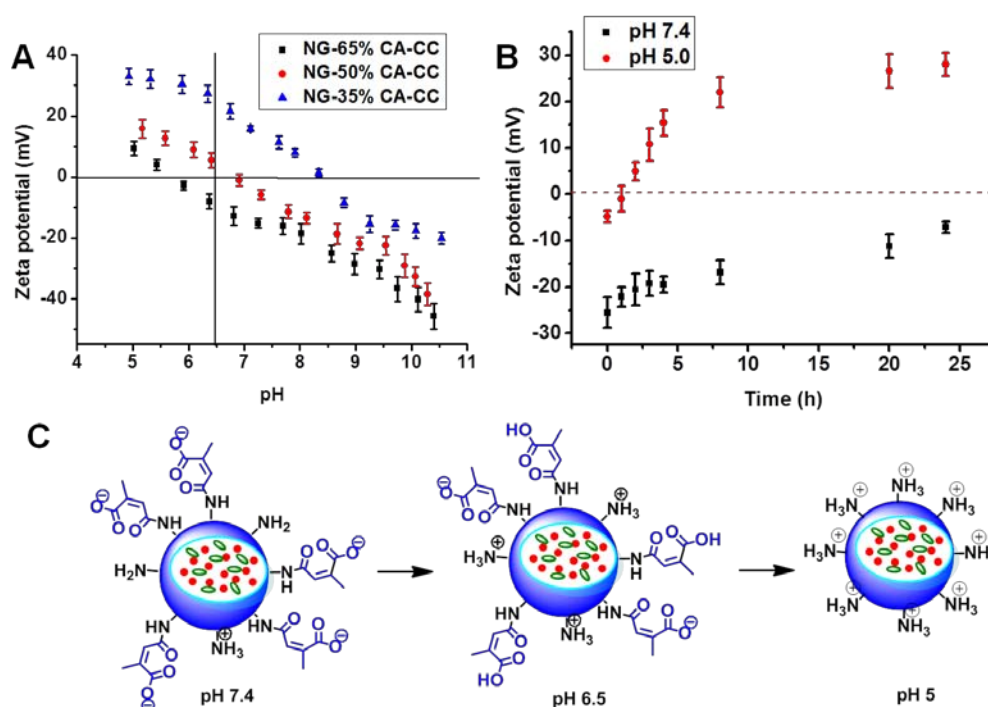 A
NG-65% CA-CC
NG-50% CA-CC
NG-35% CA-CC
Zeta potential (mV)
40
20
0
-20
-40
4 5 6 7 8 9 10 11
pH
B
pH 7.4
pH 5.0
Zeta potential (mV)
30
20
10
0
-10
-20
-30
0 5 10 15 20 25
Time (h)
C
O
O
O
NH
O
O
O
NH
NH2
H2N
N
H
O
O
O
HN
O
O
O
NH3
HN
O
O
O
pH 7.4
HO
O
O
NH
O
O
O
NH
NH3
H3N
N
H
O
O
OH
HN
O
O
HO
NH3
HN
O
O
O
pH 6.5
NH3
H3N
NH3
H3N
NH
H3N
NH3
NH3
pH 5